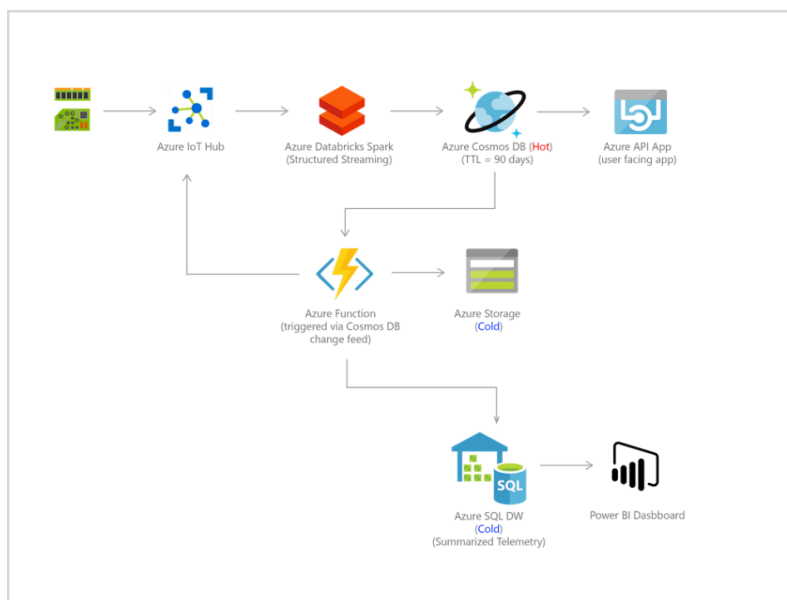 Azure IoT Hub
Azure Databricks Spark
(Structured Streaming)
Azure Cosmos DB (Hot)
(TTL = 90 days)
Azure API App
(user facing app)
Azure Function
(triggered via Cosmos DB
change feed)
Azure Storage
(Cold)
SQL
Azure SQL DW
(Cold)
(Summarized Telemetry)
Power BI Dasbboard